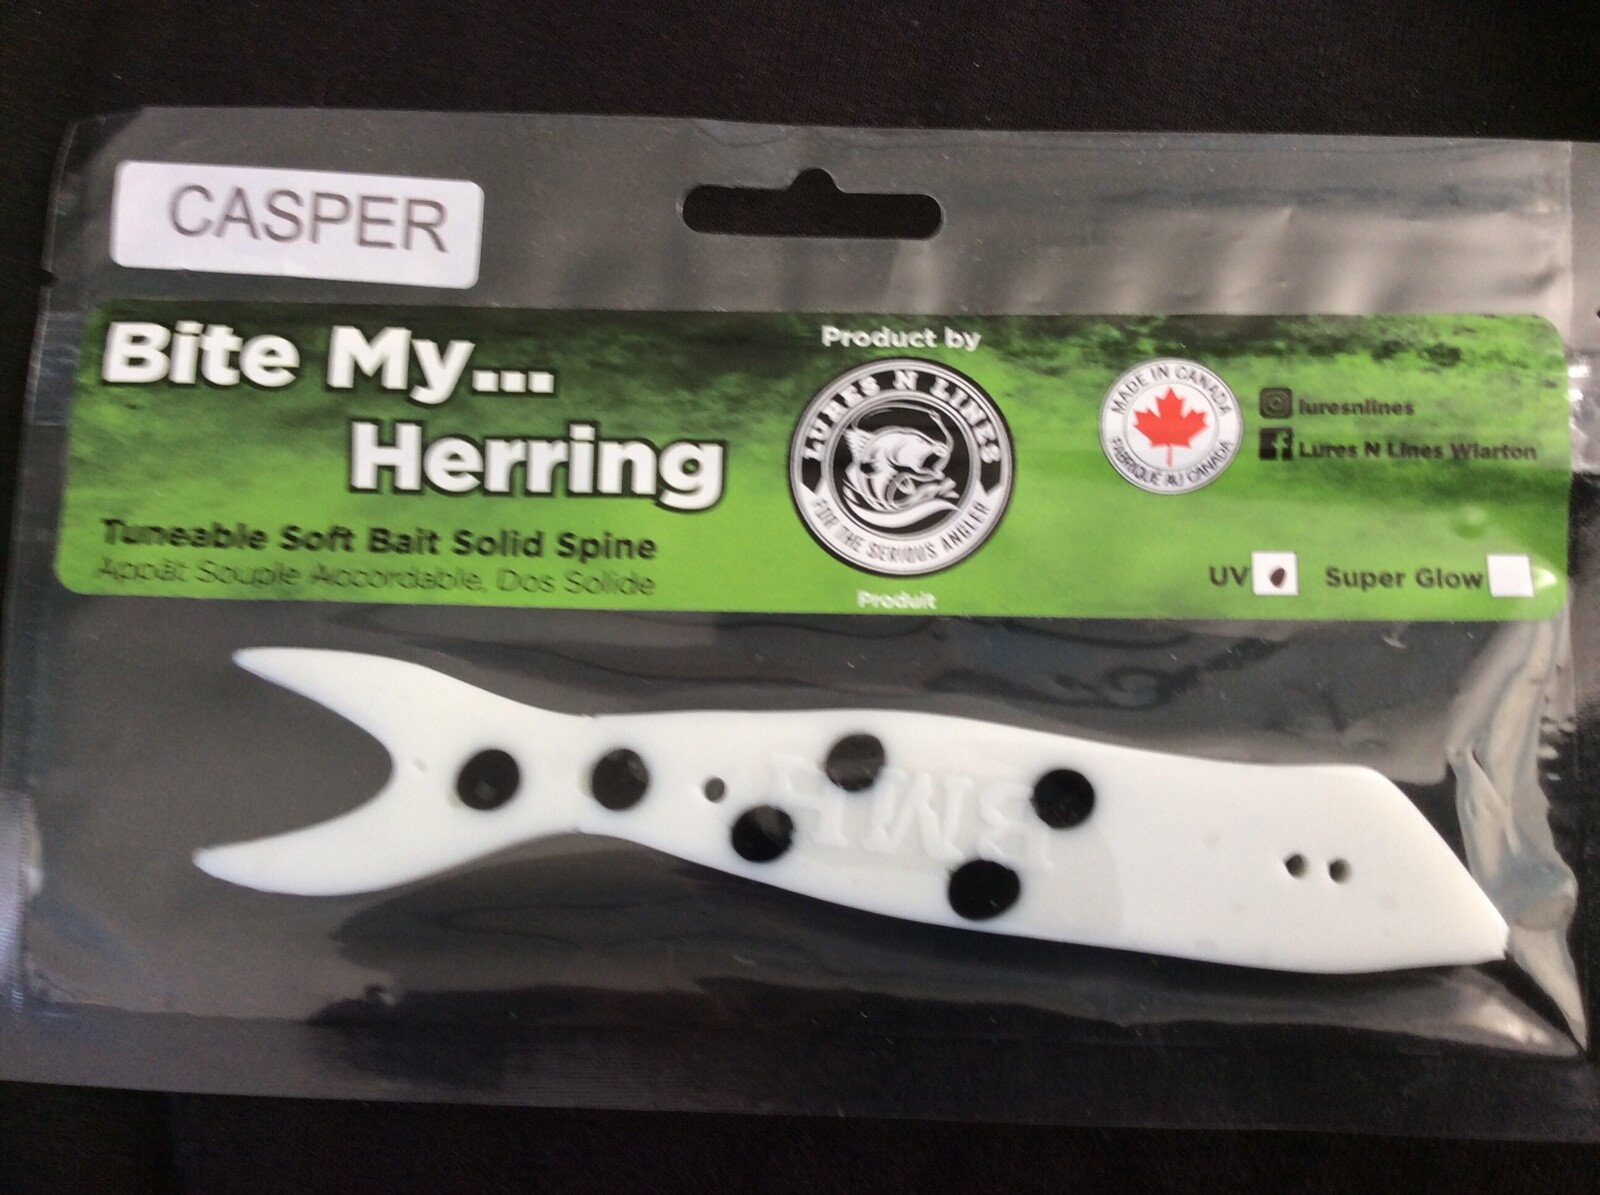 CASPER
Bite My...
Herring
Tuneable Soft Bait Solid Spine
Appât Souple Accordable, Dos Solide
Product by
LURES N LINES
FOR THE SERIOUS ANGLER
Produit
MADE IN CANADA
FABRIQUÉ AU CANADA
luresnlines
Lures N Lines Wiarton
UV
Super Glow
BMH